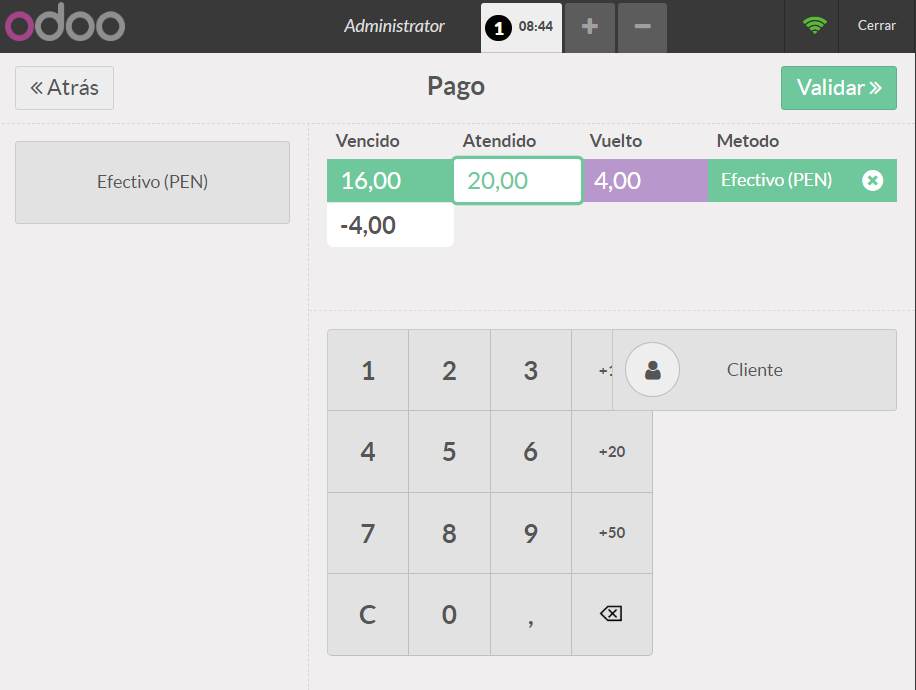 odoo
Administrator
1 08:44
Cerrar
Atrás
Pago
Validar
Efectivo (PEN)
Vencido Atendido Vuelto Metodo
16,00 20,00 4,00 Efectivo (PEN)
-4,00
1 2 3 +1
Cliente
4 5 6 +20
7 8 9 +50
C 0 ,